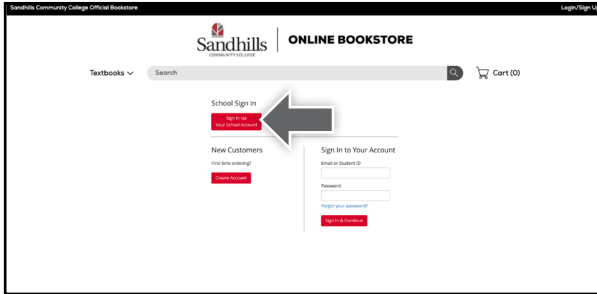 Sandhills Community College Official Bookstore
Login/Sign Up
Sandhills
COMMUNITY COLLEGE
ONLINE BOOKSTORE
Textbooks
Search
Cart (0)
School Sign In
Sign In via
Your School Account
New Customers
First time ordering?
Create Account
Sign In to Your Account
Email or Student ID
Password
Forgot your password?
Sign In & Continue